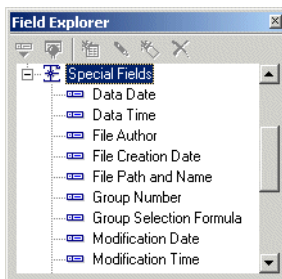 Field Explorer
Special Fields
Data Date
Data Time
File Author
File Creation Date
File Path and Name
Group Number
Group Selection Formula
Modification Date
Modification Time